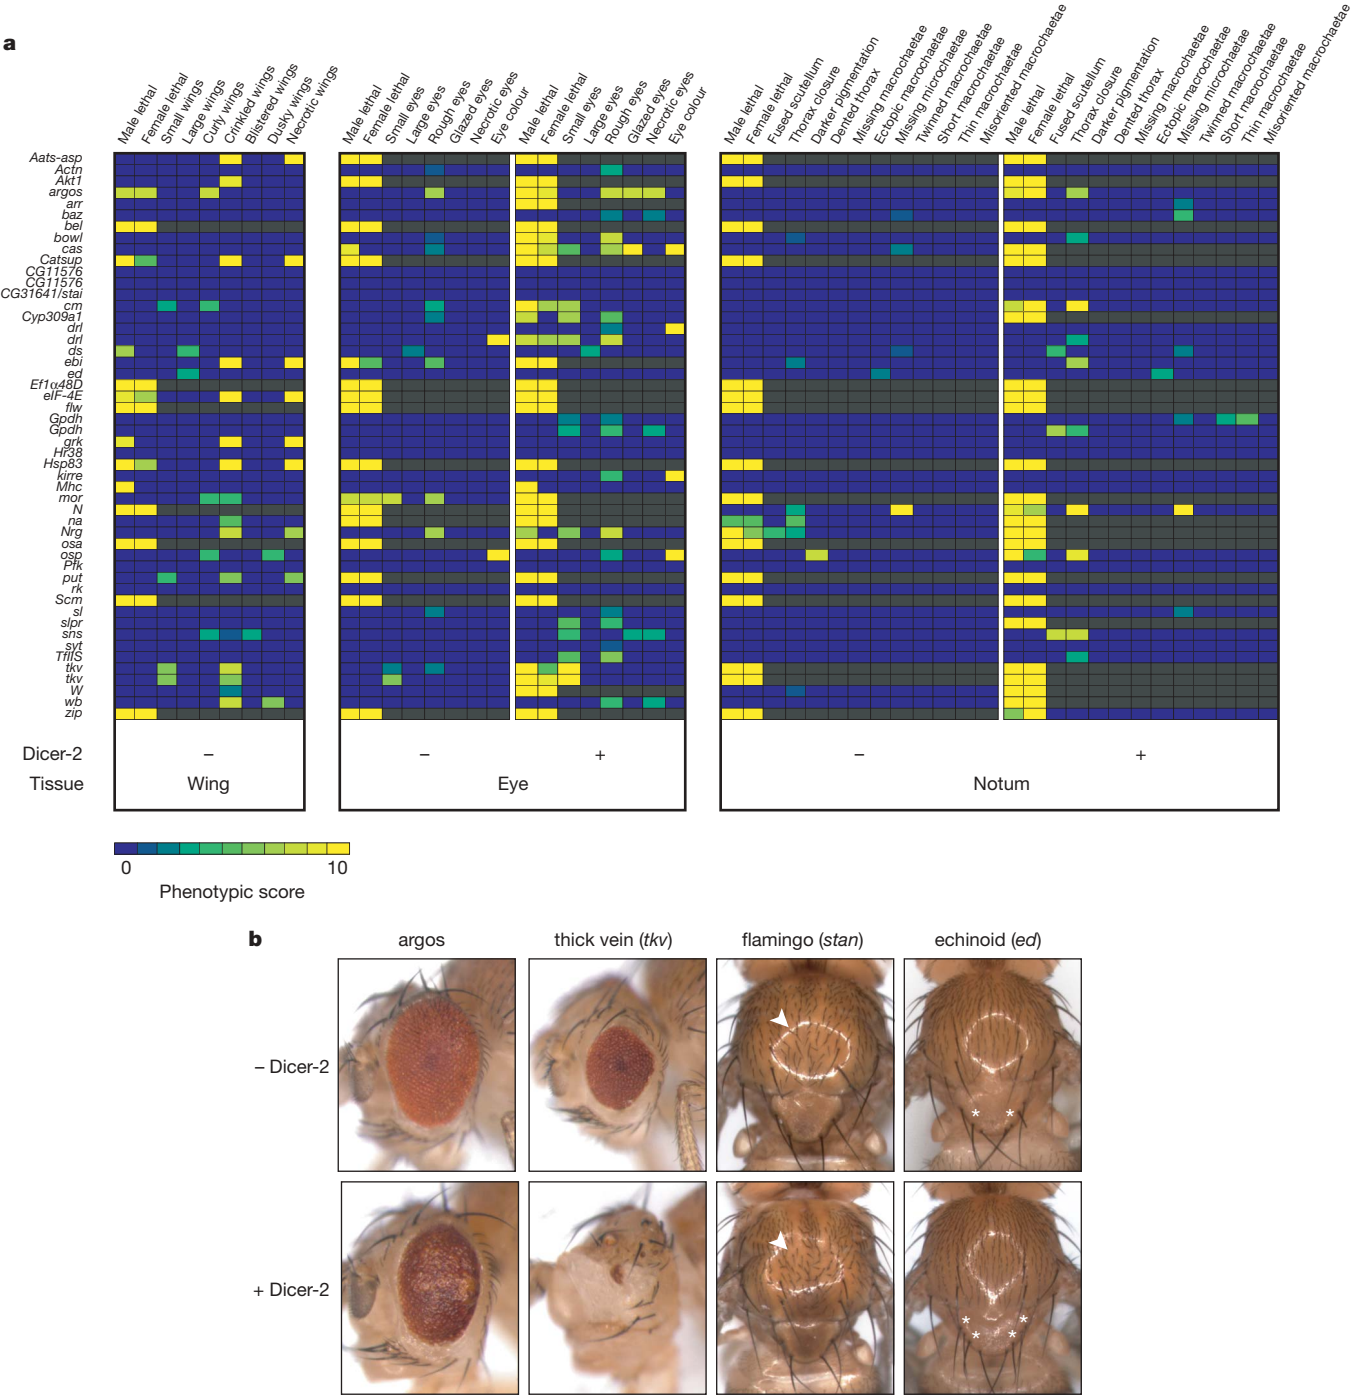 a
Male lethal
Female lethal
Small wings
Large wings
Curly wings
Crinkled wings
Blistered wings
Dusky wings
Necrotic wings
Male lethal
Female lethal
Small eyes
Large eyes
Rough eyes
Glazed eyes
Necrotic eyes
Eye colour
Male lethal
Female lethal
Small eyes
Large eyes
Rough eyes
Glazed eyes
Necrotic eyes
Eye colour
Male lethal
Female lethal
Fused scutellum
Thorax closure
Darker pigmentation
Dented thorax
Missing macrochaetae
Ectopic macrochaetae
Missing microchaetae
Twinned macrochaetae
Short macrochaetae
Thin macrochaetae
Misoriented macrochaetae
Male lethal
Female lethal
Fused scutellum
Thorax closure
Darker pigmentation
Dented thorax
Missing macrochaetae
Ectopic macrochaetae
Missing microchaetae
Twinned macrochaetae
Short macrochaetae
Thin macrochaetae
Misoriented macrochaetae
Aats-asp
Actn
Akt1
argos
arr
baz
bel
bowl
cas
Catsup
CG11576
CG11576
CG31641/stai
cm
Cyp309a1
drl
drl
ds
ebi
ed
Ef1α48D
eIF-4E
flw
Gpdh
Gpdh
grk
Hr38
Hsp83
kirre
Mhc
mor
N
na
Nrg
osa
osp
Pfk
put
rk
Scm
sl
slpr
sns
syt
TfIIS
tkv
tkv
W
wb
zip
Dicer-2 – – + – +
Tissue Wing Eye Notum
0 10
Phenotypic score
b argos thick vein (tkv) flamingo (stan) echinoid (ed)
– Dicer-2
* *
+ Dicer-2
* *
* *